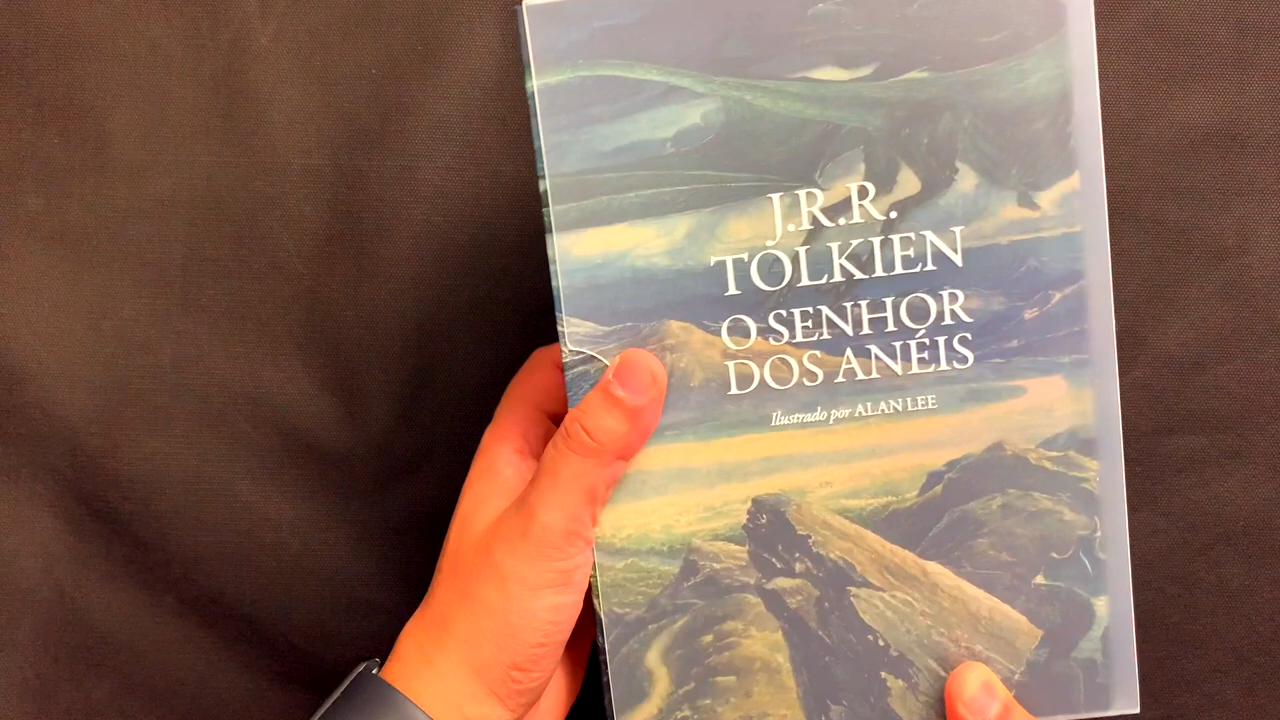 J.R.R.
TOLKIEN
O SENHOR
DOS ANÉIS
Ilustrado por ALAN LEE